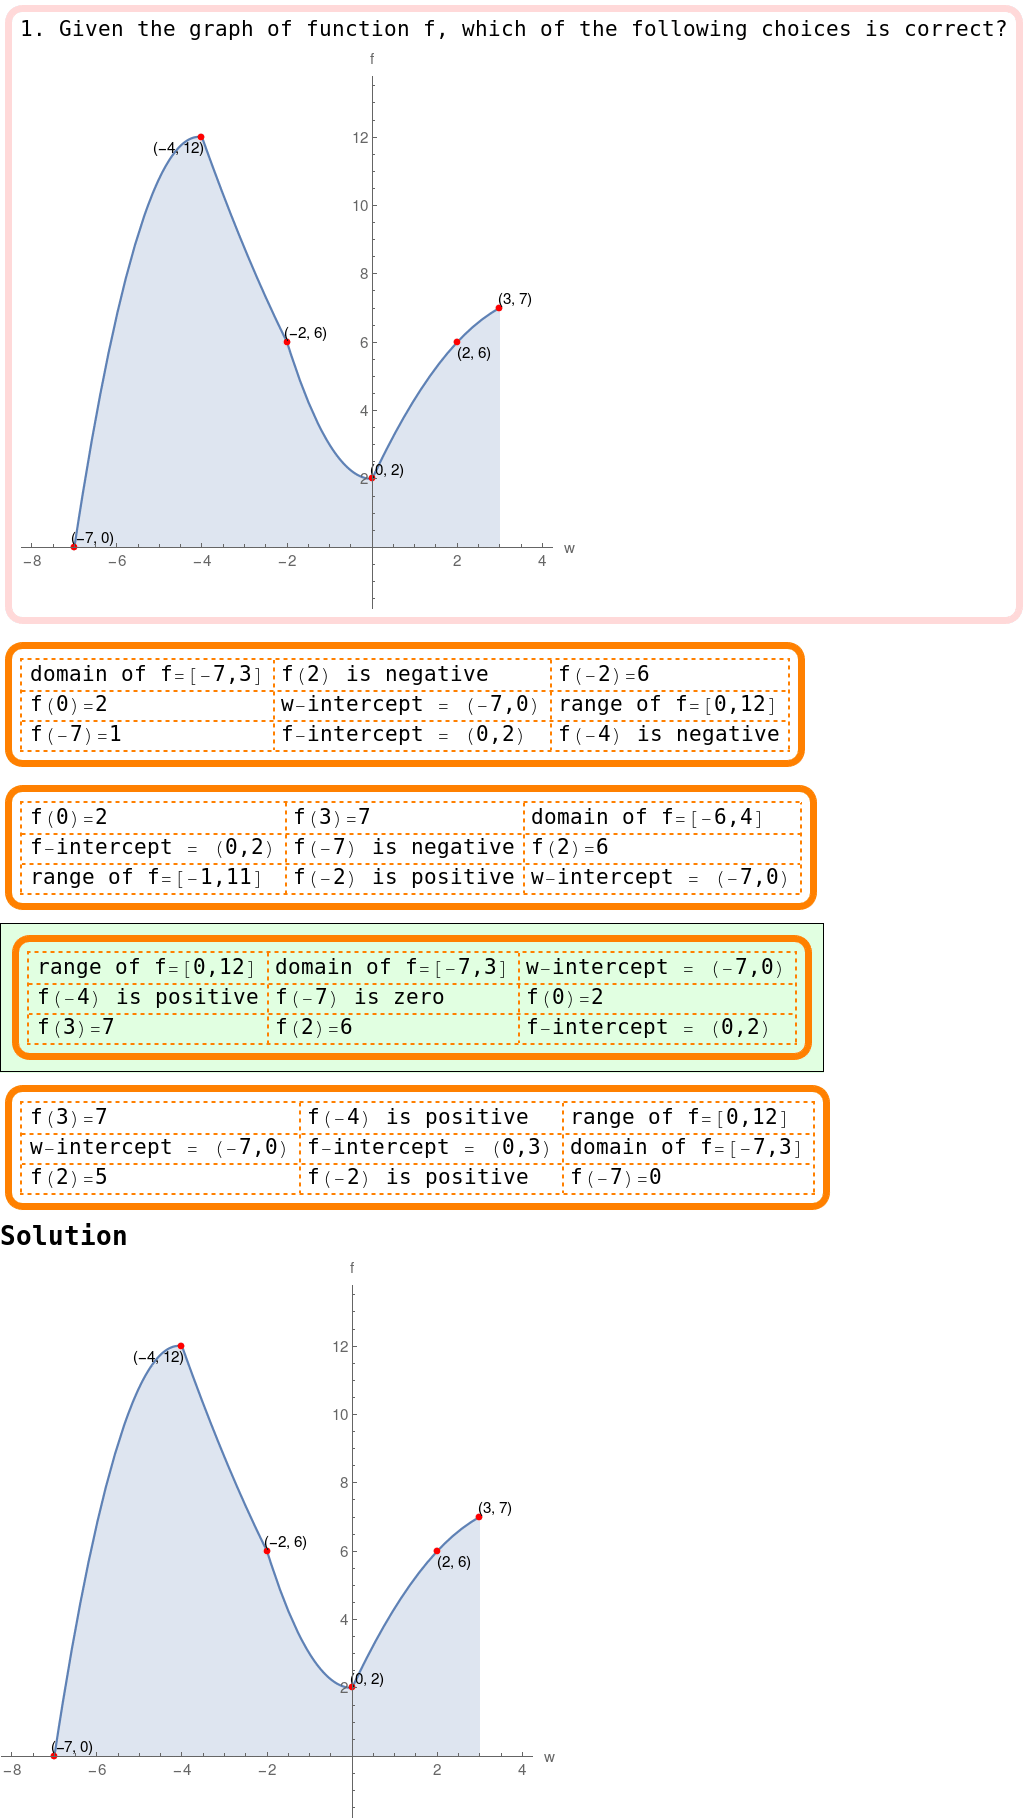 1. Given the graph of function f, which of the following choices is correct?
f
12
(−4, 12)
10
8
(3, 7)
(−2, 6)
6
(2, 6)
4
(0, 2)
2
(−7, 0)
w
−8 −6 −4 −2 2 4
domain of f=[-7,3] f(2) is negative f(-2)=6
f(0)=2 w-intercept = (-7,0) range of f=[0,12]
f(-7)=1 f-intercept = (0,2) f(-4) is negative
f(0)=2 f(3)=7 domain of f=[-6,4]
f-intercept = (0,2) f(-7) is negative f(2)=6
range of f=[-1,11] f(-2) is positive w-intercept = (-7,0)
range of f=[0,12] domain of f=[-7,3] w-intercept = (-7,0)
f(-4) is positive f(-7) is zero f(0)=2
f(3)=7 f(2)=6 f-intercept = (0,2)
f(3)=7 f(-4) is positive range of f=[0,12]
w-intercept = (-7,0) f-intercept = (0,3) domain of f=[-7,3]
f(2)=5 f(-2) is positive f(-7)=0
Solution
f
12
(−4, 12)
10
8
(3, 7)
(−2, 6)
6
(2, 6)
4
(0, 2)
2
(−7, 0)
w
−8 −6 −4 −2 2 4